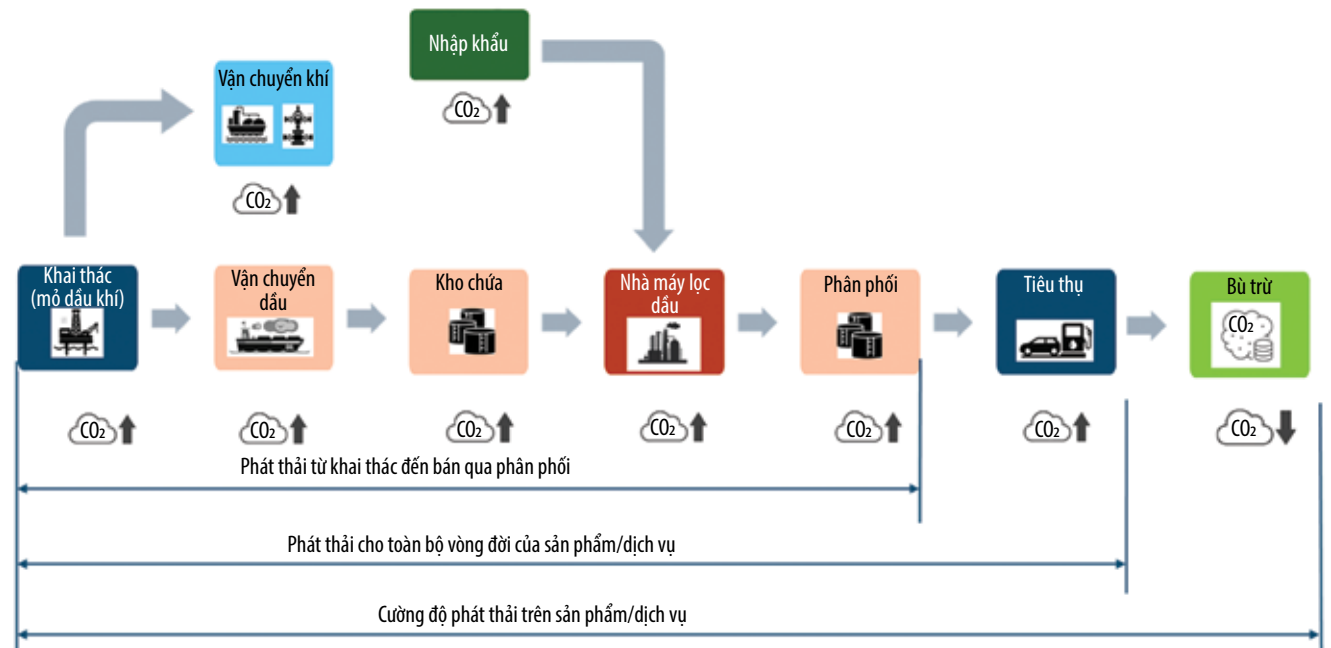 Nhập khẩu
CO₂
Vận chuyển khí
CO₂
Khai thác
(mỏ dầu khí)
Vận chuyển
dầu
Kho chứa
Nhà máy lọc
dầu
Phân phối
Tiêu thụ
Bù trừ
CO₂
CO₂
CO₂
CO₂
CO₂
CO₂
CO₂
CO₂
Phát thải từ khai thác đến bán qua phân phối
Phát thải cho toàn bộ vòng đời của sản phẩm/dịch vụ
Cường độ phát thải trên sản phẩm/dịch vụ